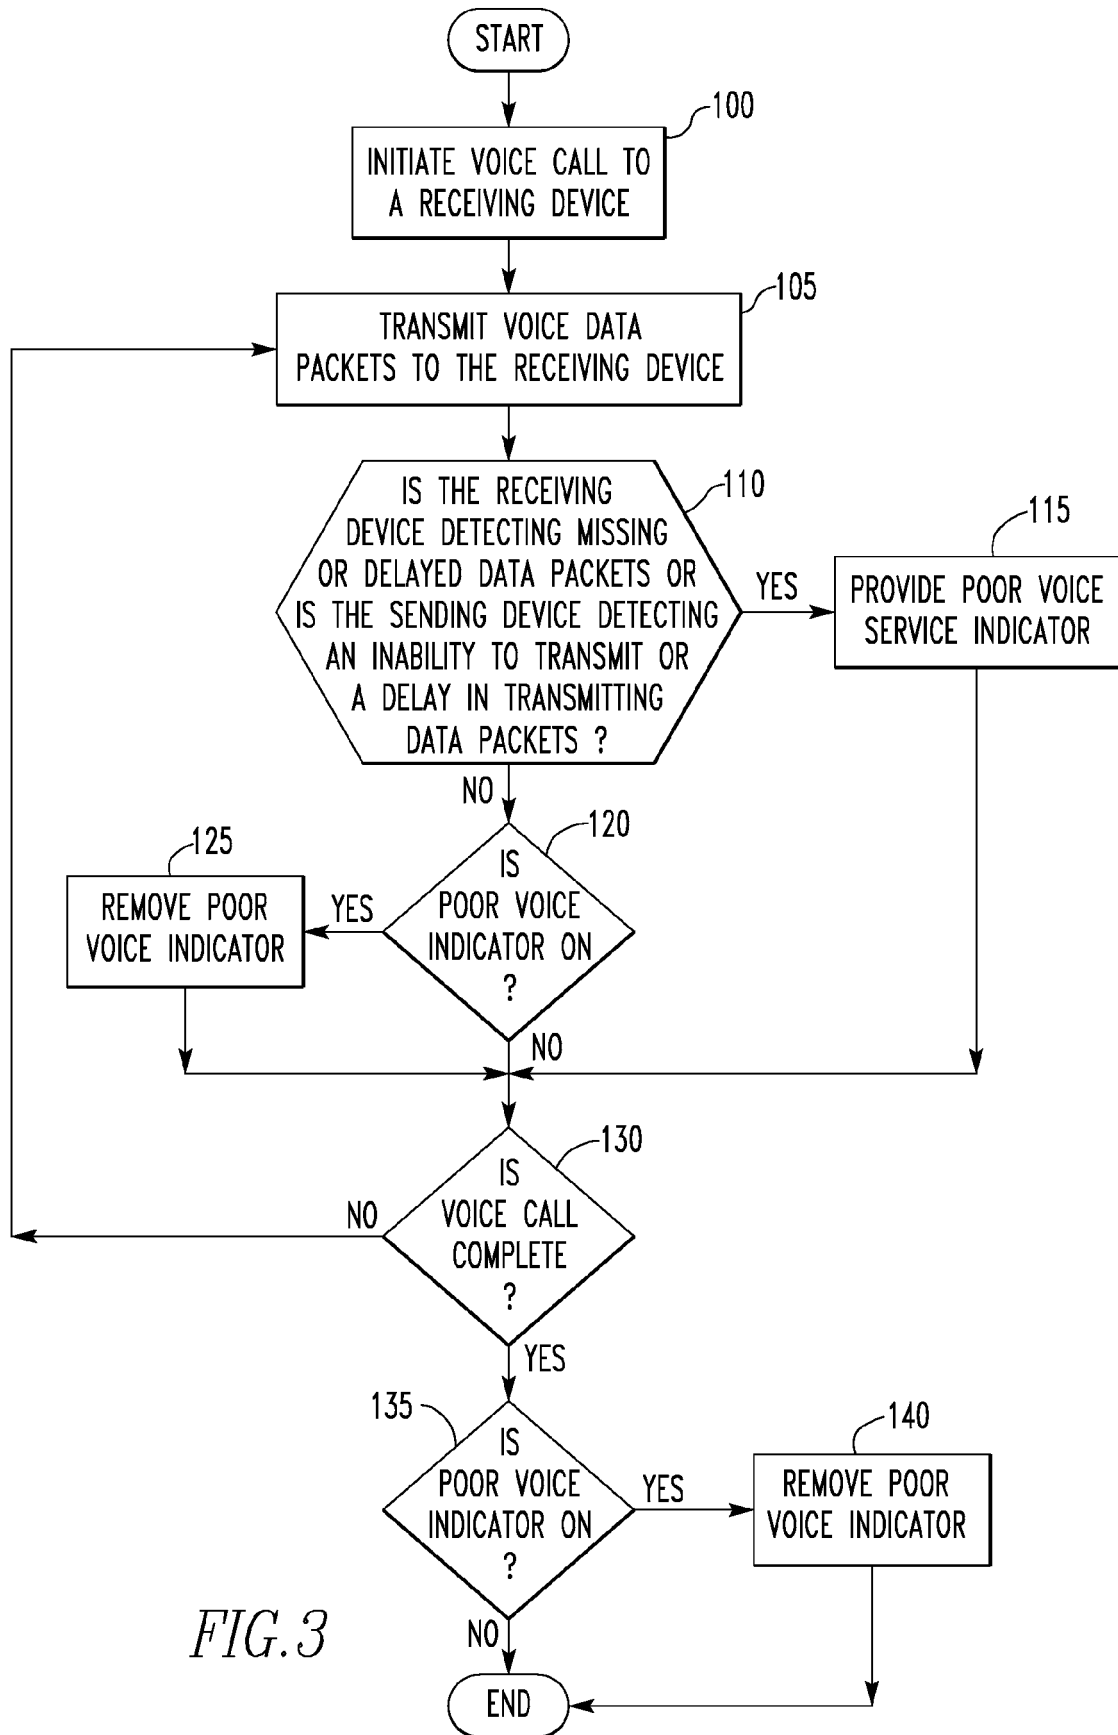 START
100
INITIATE VOICE CALL TO
A RECEIVING DEVICE
105
TRANSMIT VOICE DATA
PACKETS TO THE RECEIVING DEVICE
110
IS THE RECEIVING
DEVICE DETECTING MISSING
OR DELAYED DATA PACKETS OR
IS THE SENDING DEVICE DETECTING
AN INABILITY TO TRANSMIT OR
A DELAY IN TRANSMITTING
DATA PACKETS ?
YES
115
PROVIDE POOR VOICE
SERVICE INDICATOR
NO
120
IS
POOR VOICE
INDICATOR ON
?
YES
125
REMOVE POOR
VOICE INDICATOR
NO
130
IS
VOICE CALL
COMPLETE
?
NO
YES
135
IS
POOR VOICE
INDICATOR ON
?
YES
140
REMOVE POOR
VOICE INDICATOR
NO
END
FIG.3